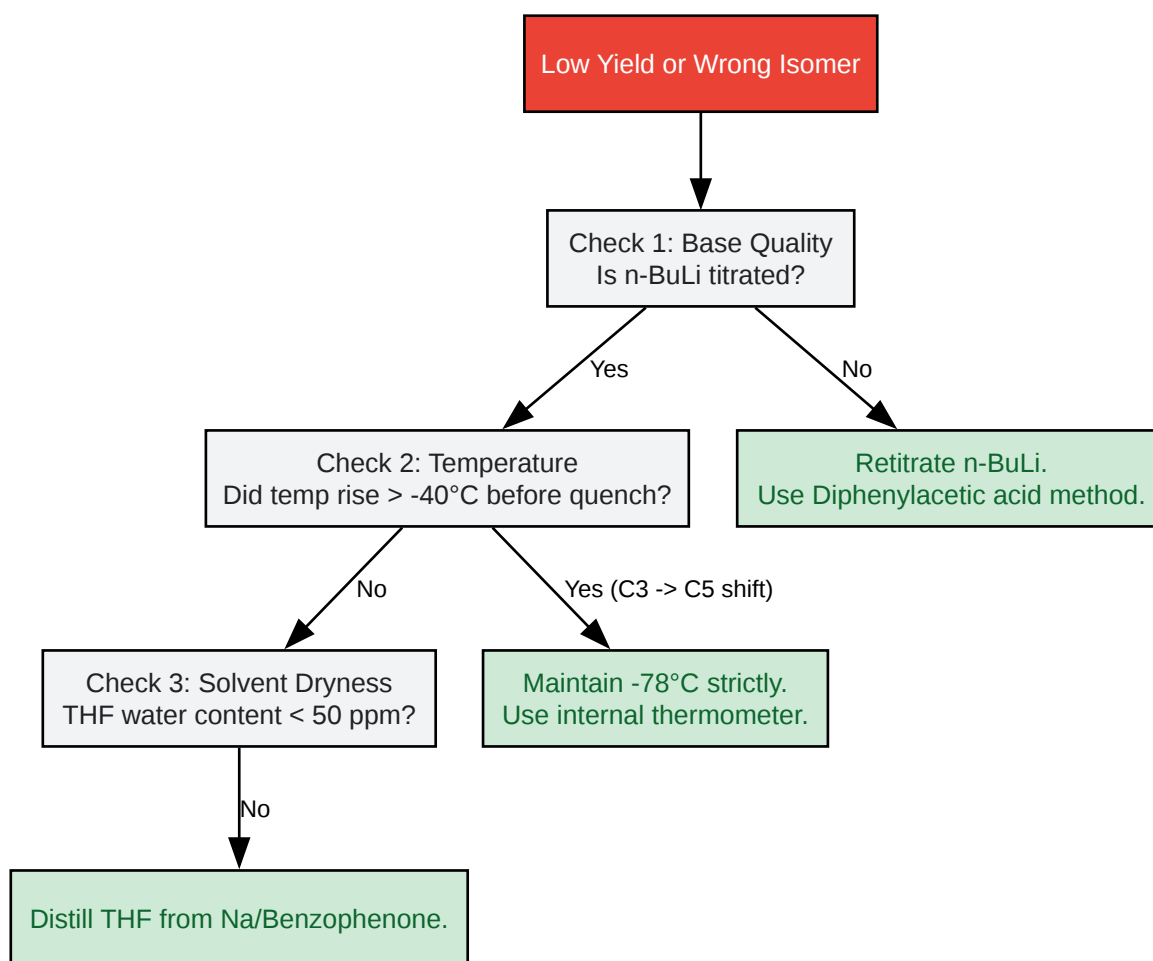 Low Yield or Wrong Isomer
Check 1: Base Quality
Is n-BuLi titrated?
Yes
No
Check 2: Temperature
Did temp rise > -40°C before quench?
Retitrate n-BuLi.
Use Diphenylacetic acid method.
No
Yes (C3 -> C5 shift)
Check 3: Solvent Dryness
THF water content < 50 ppm?
Maintain -78°C strictly.
Use internal thermometer.
No
Distill THF from Na/Benzophenone.